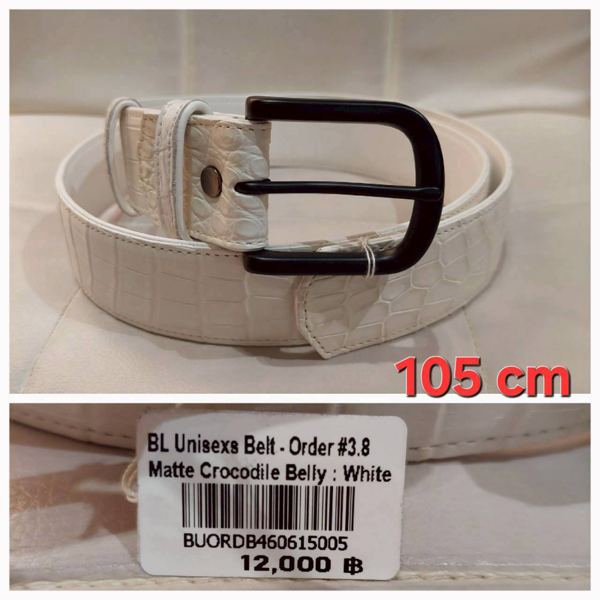 105 cm
BL Unisexs Belt - Order #3.8
Matte Crocodile Belly : White
BUORDB460615005
12,000 ฿